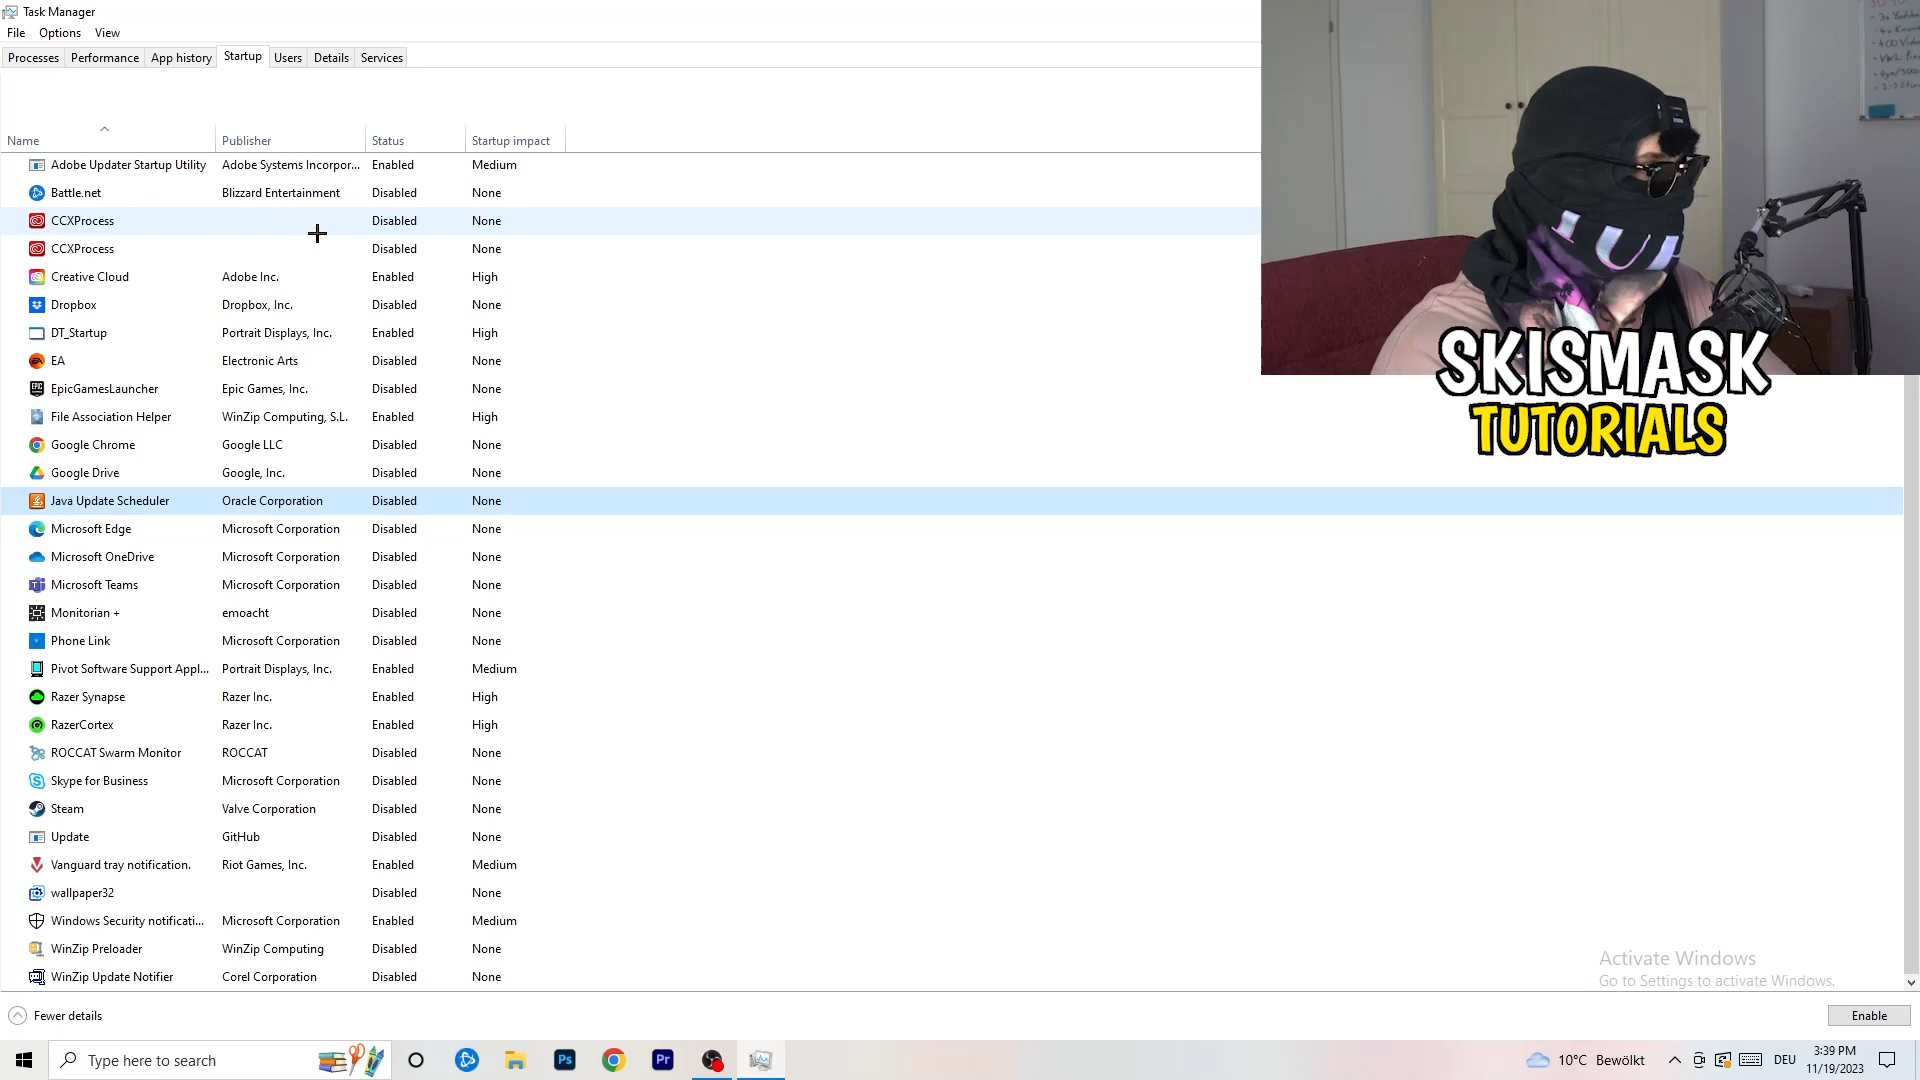 Task Manager
File Options View
Processes Performance App history Startup Users Details Services
Name Publisher Status Startup impact
Adobe Updater Startup Utility Adobe Systems Incorpor... Enabled Medium
Battle.net Blizzard Entertainment Disabled None
CCXProcess Disabled None
CCXProcess Disabled None
Creative Cloud Adobe Inc. Enabled High
Dropbox Dropbox, Inc. Disabled None
DT_Startup Portrait Displays, Inc. Enabled High
EA Electronic Arts Disabled None
EpicGamesLauncher Epic Games, Inc. Disabled None
File Association Helper WinZip Computing, S.L. Enabled High
Google Chrome Google LLC Disabled None
Google Drive Google, Inc. Disabled None
Java Update Scheduler Oracle Corporation Disabled None
Microsoft Edge Microsoft Corporation Disabled None
Microsoft OneDrive Microsoft Corporation Disabled None
Microsoft Teams Microsoft Corporation Disabled None
Monitorian + emoacht Disabled None
Phone Link Microsoft Corporation Disabled None
Pivot Software Support Appl... Portrait Displays, Inc. Enabled Medium
Razer Synapse Razer Inc. Enabled High
RazerCortex Razer Inc. Enabled High
ROCCAT Swarm Monitor ROCCAT Disabled None
Skype for Business Microsoft Corporation Disabled None
Steam Valve Corporation Disabled None
Update GitHub Disabled None
Vanguard tray notification. Riot Games, Inc. Enabled Medium
wallpaper32 Disabled None
Windows Security notificati... Microsoft Corporation Enabled Medium
WinZip Preloader WinZip Computing Disabled None
WinZip Update Notifier Corel Corporation Disabled None
SKISMASK
TUTORIALS
Activate Windows
Go to Settings to activate Windows.
Fewer details
Enable
Type here to search
Ps
Pr
10°C Bewölkt
DEU
3:39 PM
11/19/2023